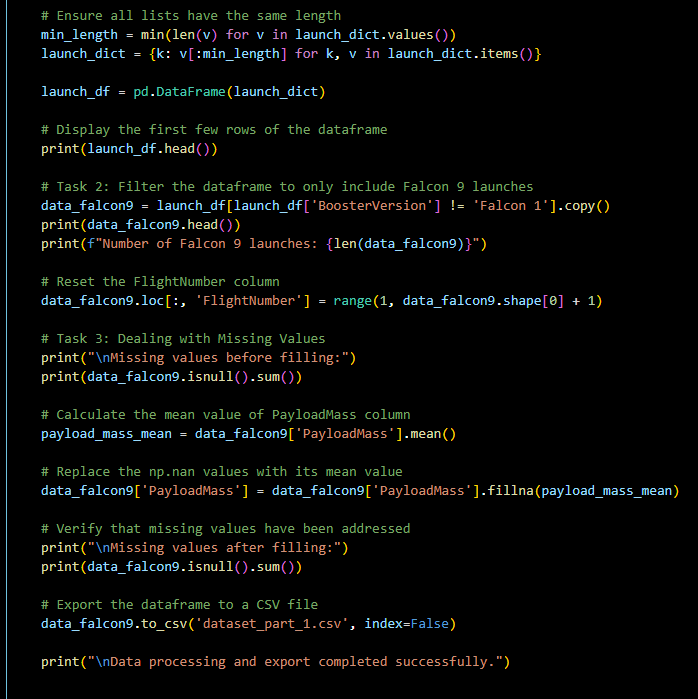 # Ensure all lists have the same length
min_length = min(len(v) for v in launch_dict.values())
launch_dict = {k: v[:min_length] for k, v in launch_dict.items()}
launch_df = pd.DataFrame(launch_dict)
# Display the first few rows of the dataframe
print(launch_df.head())
# Task 2: Filter the dataframe to only include Falcon 9 launches
data_falcon9 = launch_df[launch_df['BoosterVersion'] != 'Falcon 1'].copy()
print(data_falcon9.head())
print(f"Number of Falcon 9 launches: {len(data_falcon9)}")
# Reset the FlightNumber column
data_falcon9.loc[:, 'FlightNumber'] = range(1, data_falcon9.shape[0] + 1)
# Task 3: Dealing with Missing Values
print("\nMissing values before filling:")
print(data_falcon9.isnull().sum())
# Calculate the mean value of PayloadMass column
payload_mass_mean = data_falcon9['PayloadMass'].mean()
# Replace the np.nan values with its mean value
data_falcon9['PayloadMass'] = data_falcon9['PayloadMass'].fillna(payload_mass_mean)
# Verify that missing values have been addressed
print("\nMissing values after filling:")
print(data_falcon9.isnull().sum())
# Export the dataframe to a CSV file
data_falcon9.to_csv('dataset_part_1.csv', index=False)
print("\nData processing and export completed successfully.")